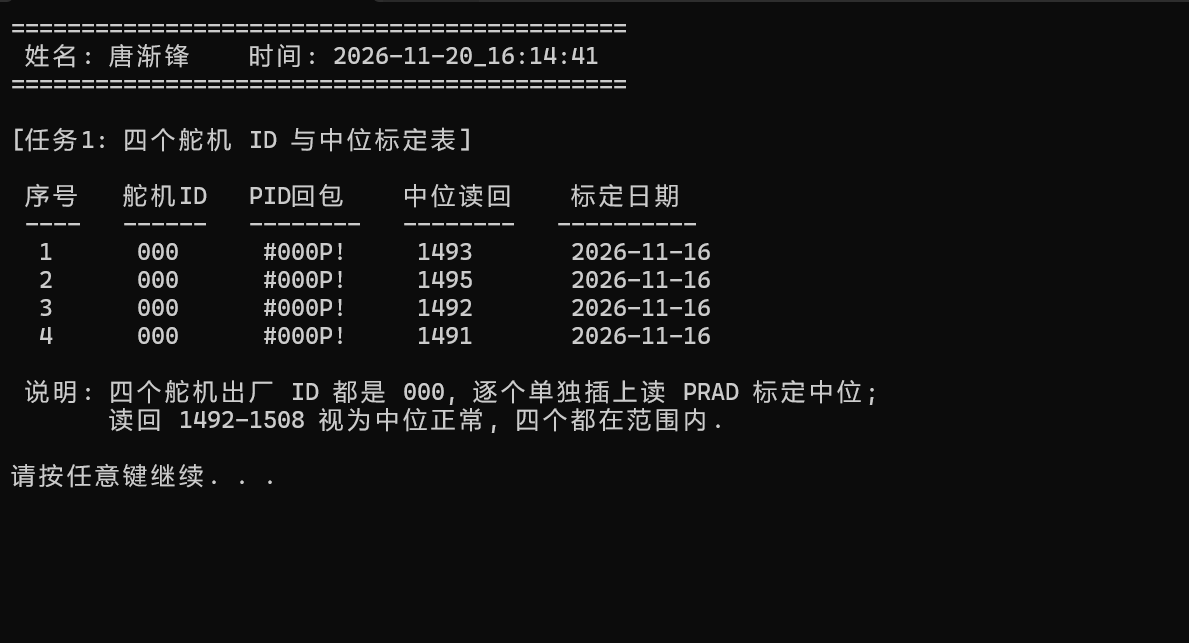 ============================================
姓名: 唐渐锋    时间: 2026-11-20_16:14:41
============================================
[任务1: 四个舵机 ID 与中位标定表]
序号   舵机ID   PID回包    中位读回    标定日期
----   ------   --------   --------   ----------
1      000      #000P!     1493       2026-11-16
2      000      #000P!     1495       2026-11-16
3      000      #000P!     1492       2026-11-16
4      000      #000P!     1491       2026-11-16
说明: 四个舵机出厂 ID 都是 000, 逐个单独插上读 PRAD 标定中位;
读回 1492-1508 视为中位正常, 四个都在范围内.
请按任意键继续. . .